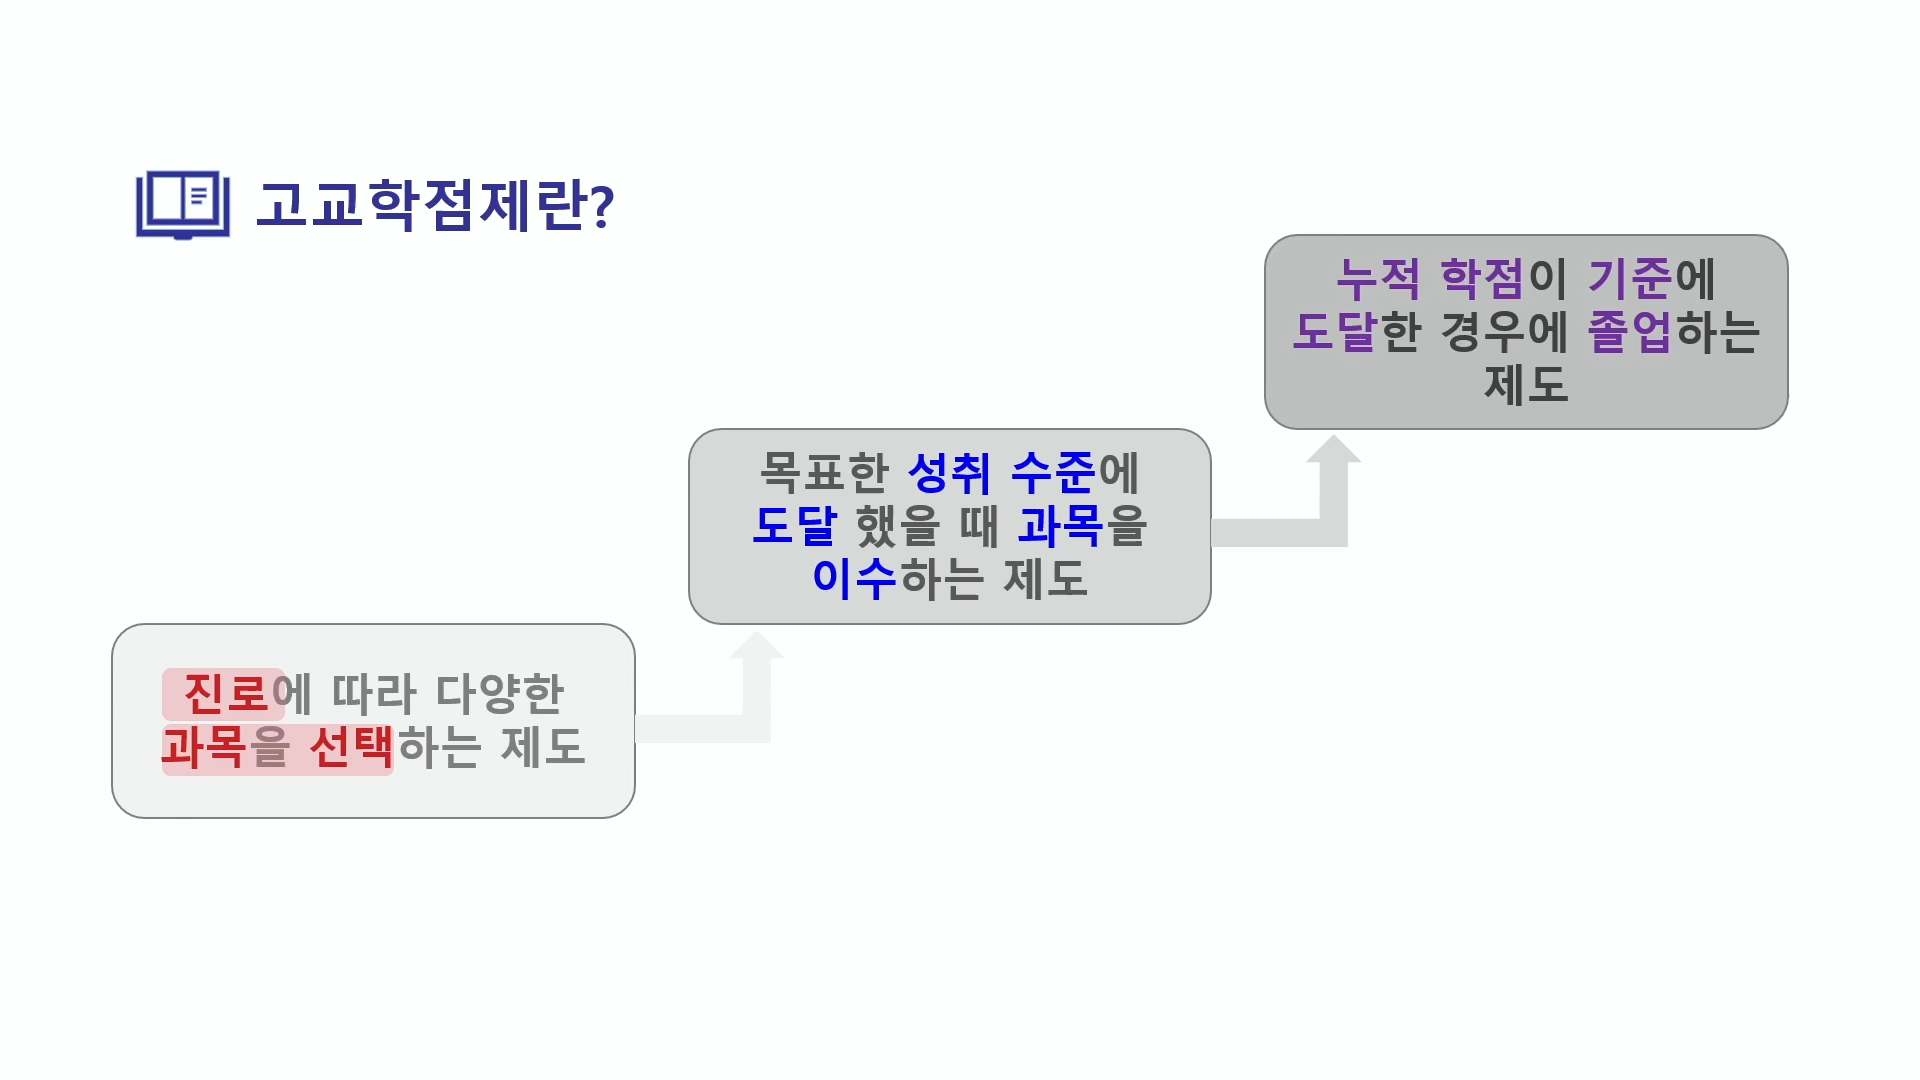 고교학점제란?
진로에 따라 다양한
과목을 선택하는 제도
목표한 성취 수준에
도달 했을 때 과목을
이수하는 제도
누적 학점이 기준에
도달한 경우에 졸업하는
제도